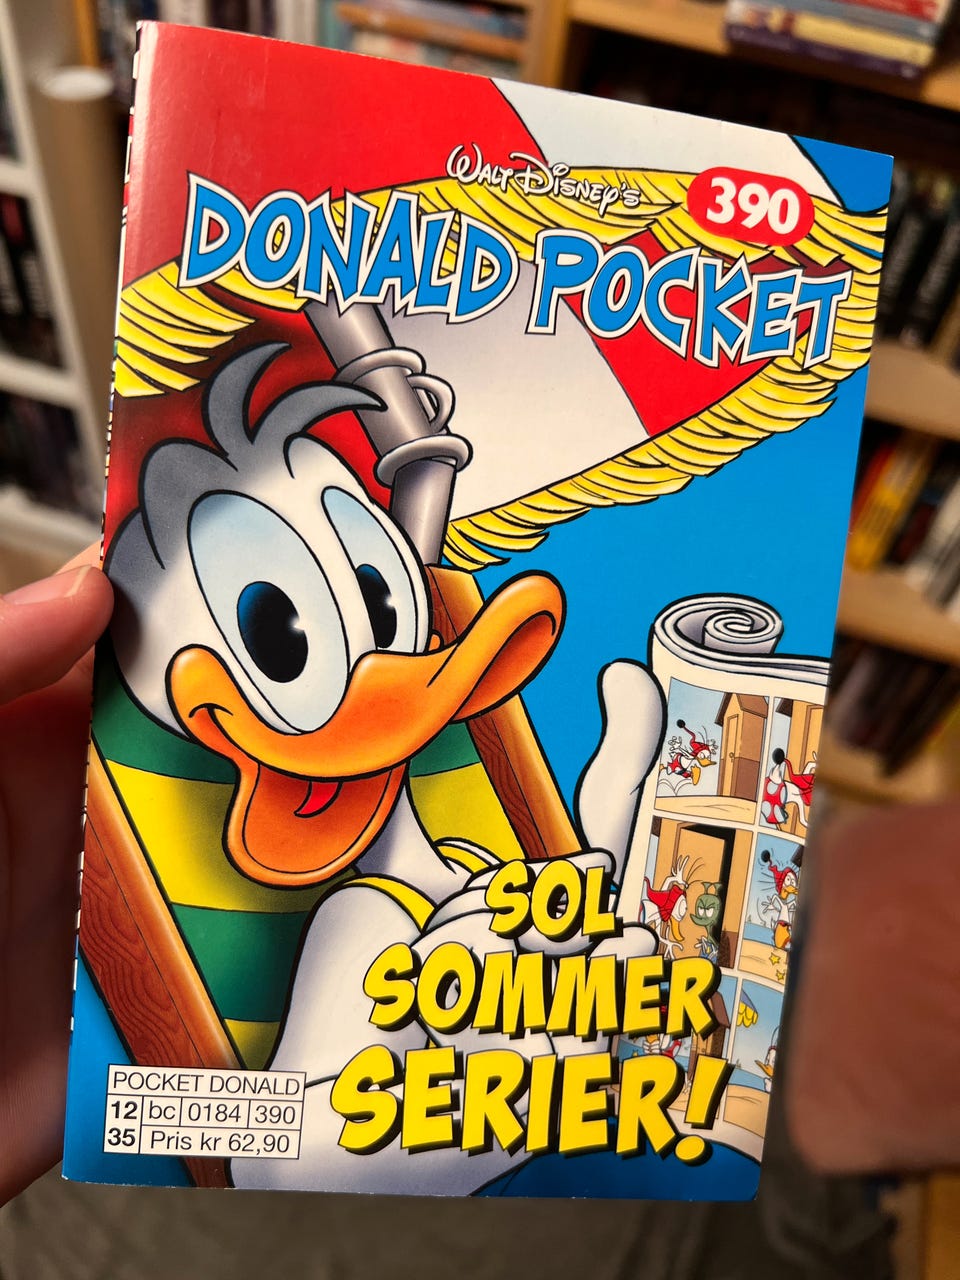 WALT DISNEY'S
390
DONALD POCKET
SOL
SOMMER
SERIER!
POCKET DONALD
12 bc 0184 390
35 Pris kr 62,90